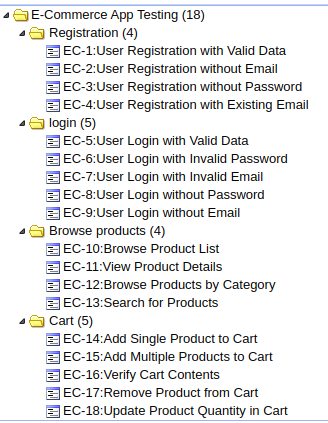 E-Commerce App Testing (18)
Registration (4)
EC-1:User Registration with Valid Data
EC-2:User Registration without Email
EC-3:User Registration without Password
EC-4:User Registration with Existing Email
login (5)
EC-5:User Login with Valid Data
EC-6:User Login with Invalid Password
EC-7:User Login with Invalid Email
EC-8:User Login without Password
EC-9:User Login without Email
Browse products (4)
EC-10:Browse Product List
EC-11:View Product Details
EC-12:Browse Products by Category
EC-13:Search for Products
Cart (5)
EC-14:Add Single Product to Cart
EC-15:Add Multiple Products to Cart
EC-16:Verify Cart Contents
EC-17:Remove Product from Cart
EC-18:Update Product Quantity in Cart